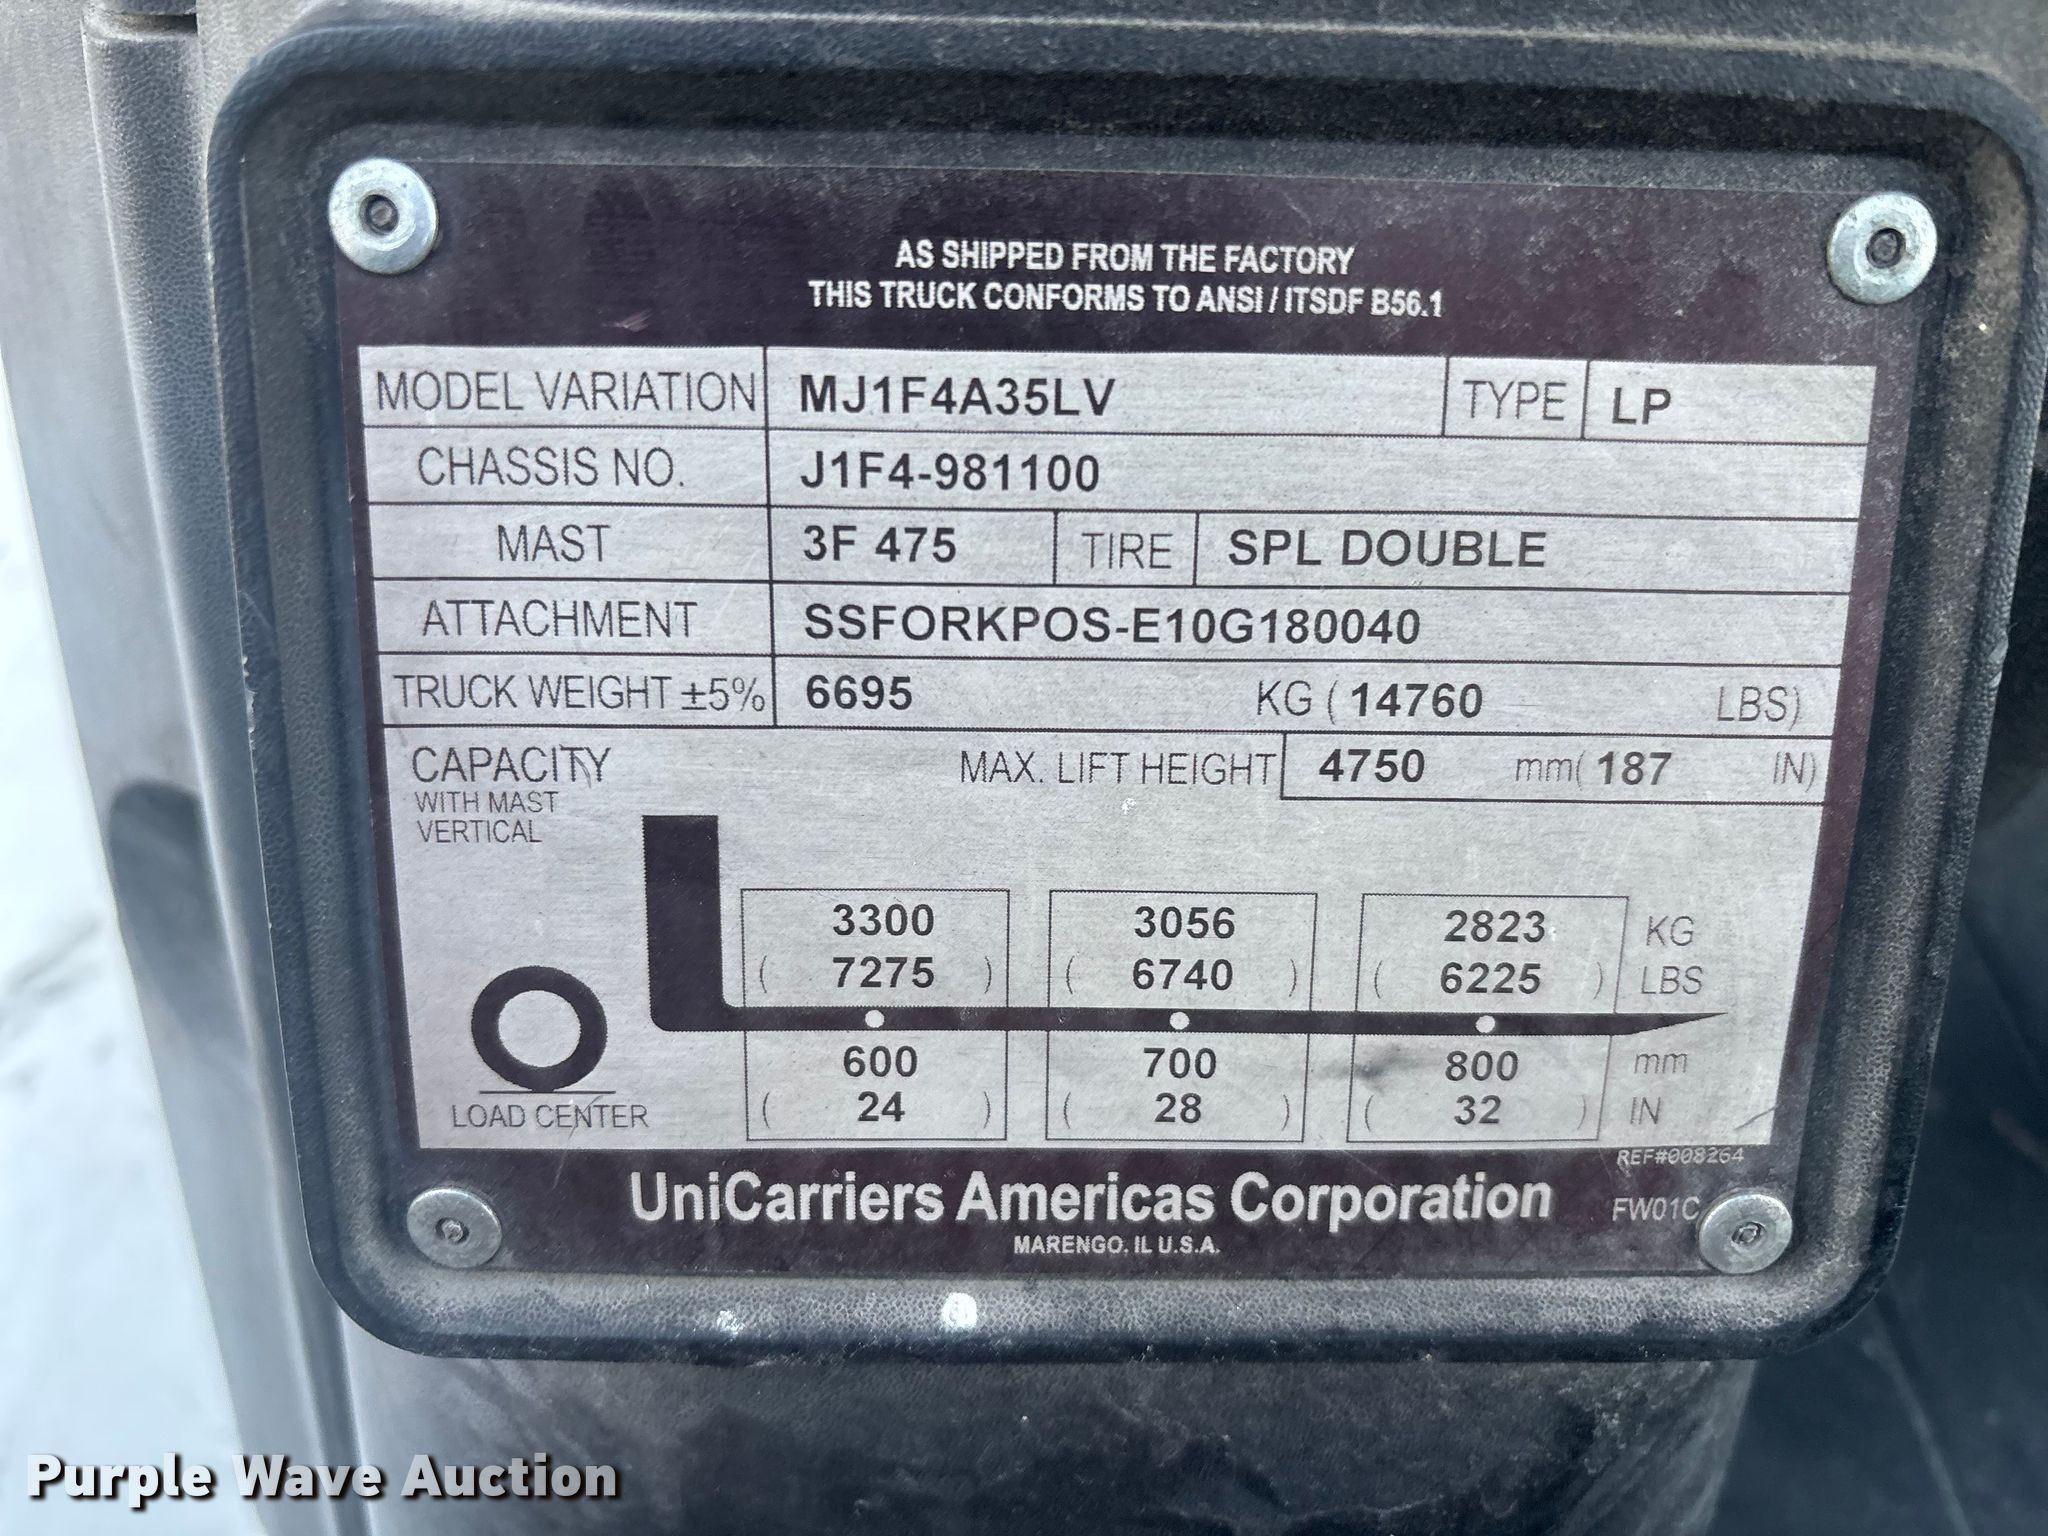 AS SHIPPED FROM THE FACTORY
THIS TRUCK CONFORMS TO ANSI / ITSDF B56.1
MODEL VARIATION MJ1F4A35LV TYPE LP
CHASSIS NO. J1F4-981100
MAST 3F 475 TIRE SPL DOUBLE
ATTACHMENT SSFORKPOS-E10G180040
TRUCK WEIGHT ±5% 6695 KG ( 14760 LBS)
CAPACITY MAX. LIFT HEIGHT 4750 mm( 187 IN)
WITH MAST
VERTICAL
3300 3056 2823 KG
( 7275 ) ( 6740 ) ( 6225 ) LBS
600 700 800 mm
LOAD CENTER ( 24 ) ( 28 ) ( 32 ) IN
REF#008264
UniCarriers Americas Corporation FW01C
MARENGO. IL U.S.A.
Purple Wave Auction